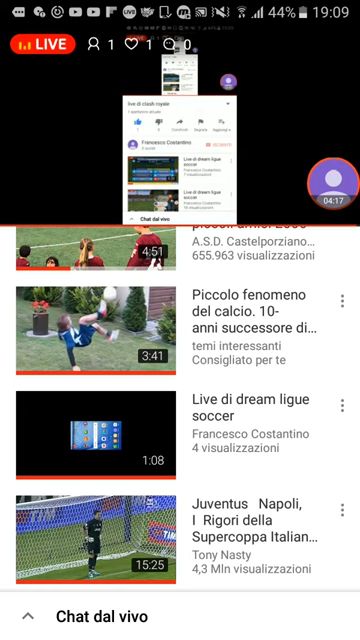 44% 19:09
LIVE 1 1 0
live di clash royale
Francesco Costantino
Live di dream ligue
soccer
Live di dream ligue
soccer
Chat dal vivo
04:17
4:51
A.S.D. Castelporziano...
655.963 visualizzazioni
3:41
Piccolo fenomeno
del calcio. 10-
anni successore di...
temi interessanti
Consigliato per te
1:08
Live di dream ligue
soccer
Francesco Costantino
4 visualizzazioni
15:25
Juventus Napoli,
I Rigori della
Supercoppa Italian...
Tony Nasty
4,3 Mln visualizzazioni
Chat dal vivo